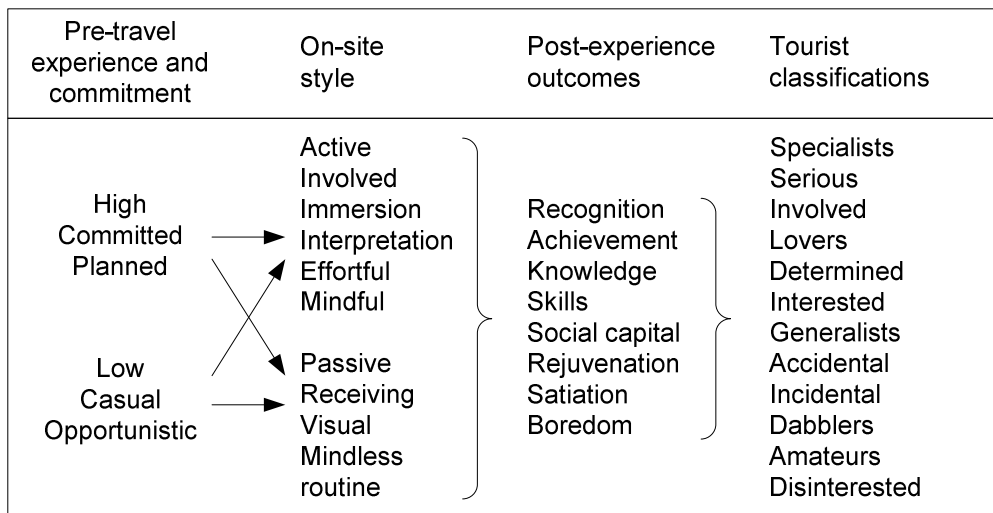 Pre-travel
experience and
commitment
On-site
style
Post-experience
outcomes
Tourist
classifications
High
Committed
Planned
Low
Casual
Opportunistic
Active
Involved
Immersion
Interpretation
Effortful
Mindful
Passive
Receiving
Visual
Mindless
routine
Recognition
Achievement
Knowledge
Skills
Social capital
Rejuvenation
Satiation
Boredom
Specialists
Serious
Involved
Lovers
Determined
Interested
Generalists
Accidental
Incidental
Dabblers
Amateurs
Disinterested